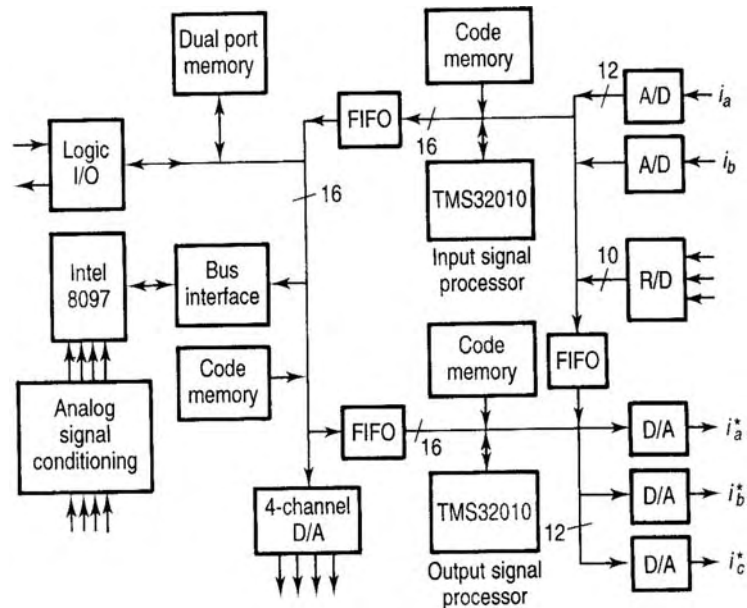 Dual port
memory
Code
memory
12
A/D
i_a
FIFO
16
Logic
I/O
A/D
i_b
16
TMS32010
Input signal
processor
10
R/D
Intel
8097
Bus
interface
Code
memory
Code
memory
FIFO
Analog
signal
conditioning
FIFO
16
D/A
i_a*
4-channel
D/A
TMS32010
12
D/A
i_b*
Output signal
processor
D/A
i_c*